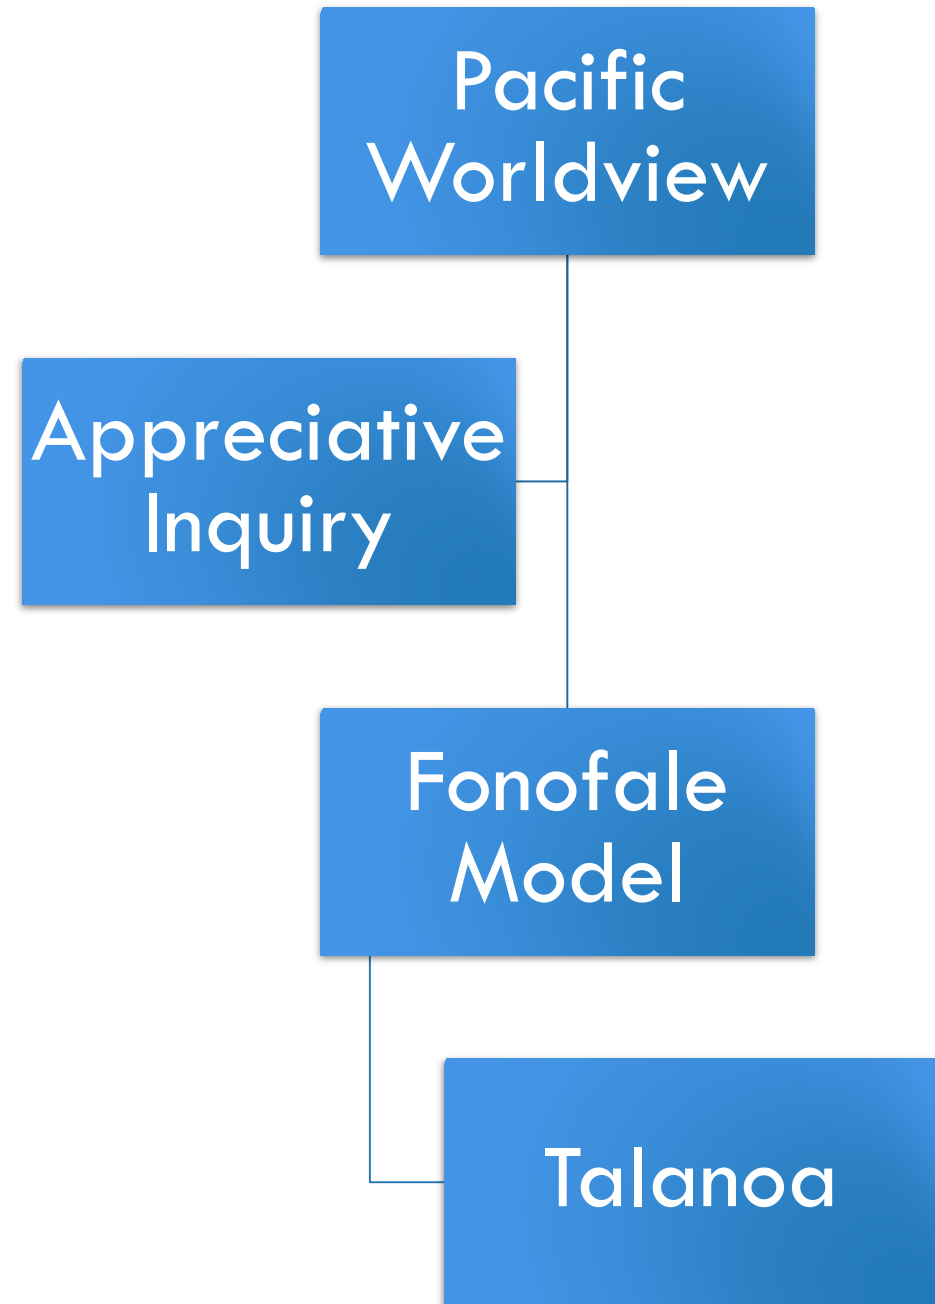 Pacific
Worldview
Appreciative
Inquiry
Fonofale
Model
Talanoa